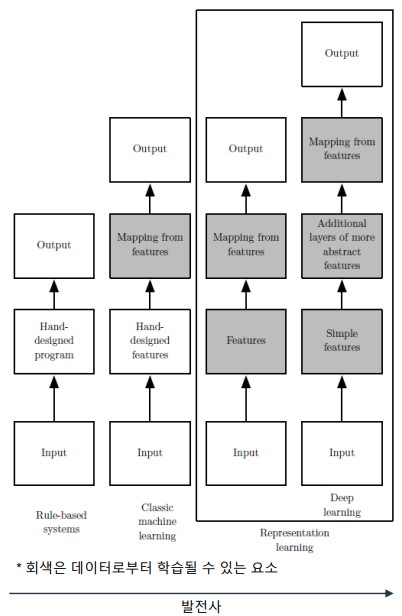 Output
Output
Output
Mapping from
features
Output
Mapping from
features
Mapping from
features
Additional
layers of more
abstract
features
Hand-
designed
program
Hand-
designed
features
Features
Simple
features
Input
Input
Input
Input
Rule-based
systems
Classic
machine
learning
Deep
learning
Representation
learning
* 회색은 데이터로부터 학습될 수 있는 요소
발전사